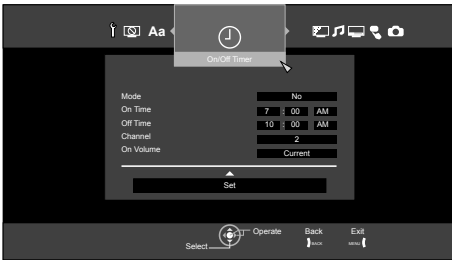 Aa
On/Off Timer
Mode No
On Time 7 : 00 AM
Off Time 10 : 00 AM
Channel 2
On Volume Current
Set
Operate Back Exit
BACK MENU
Select